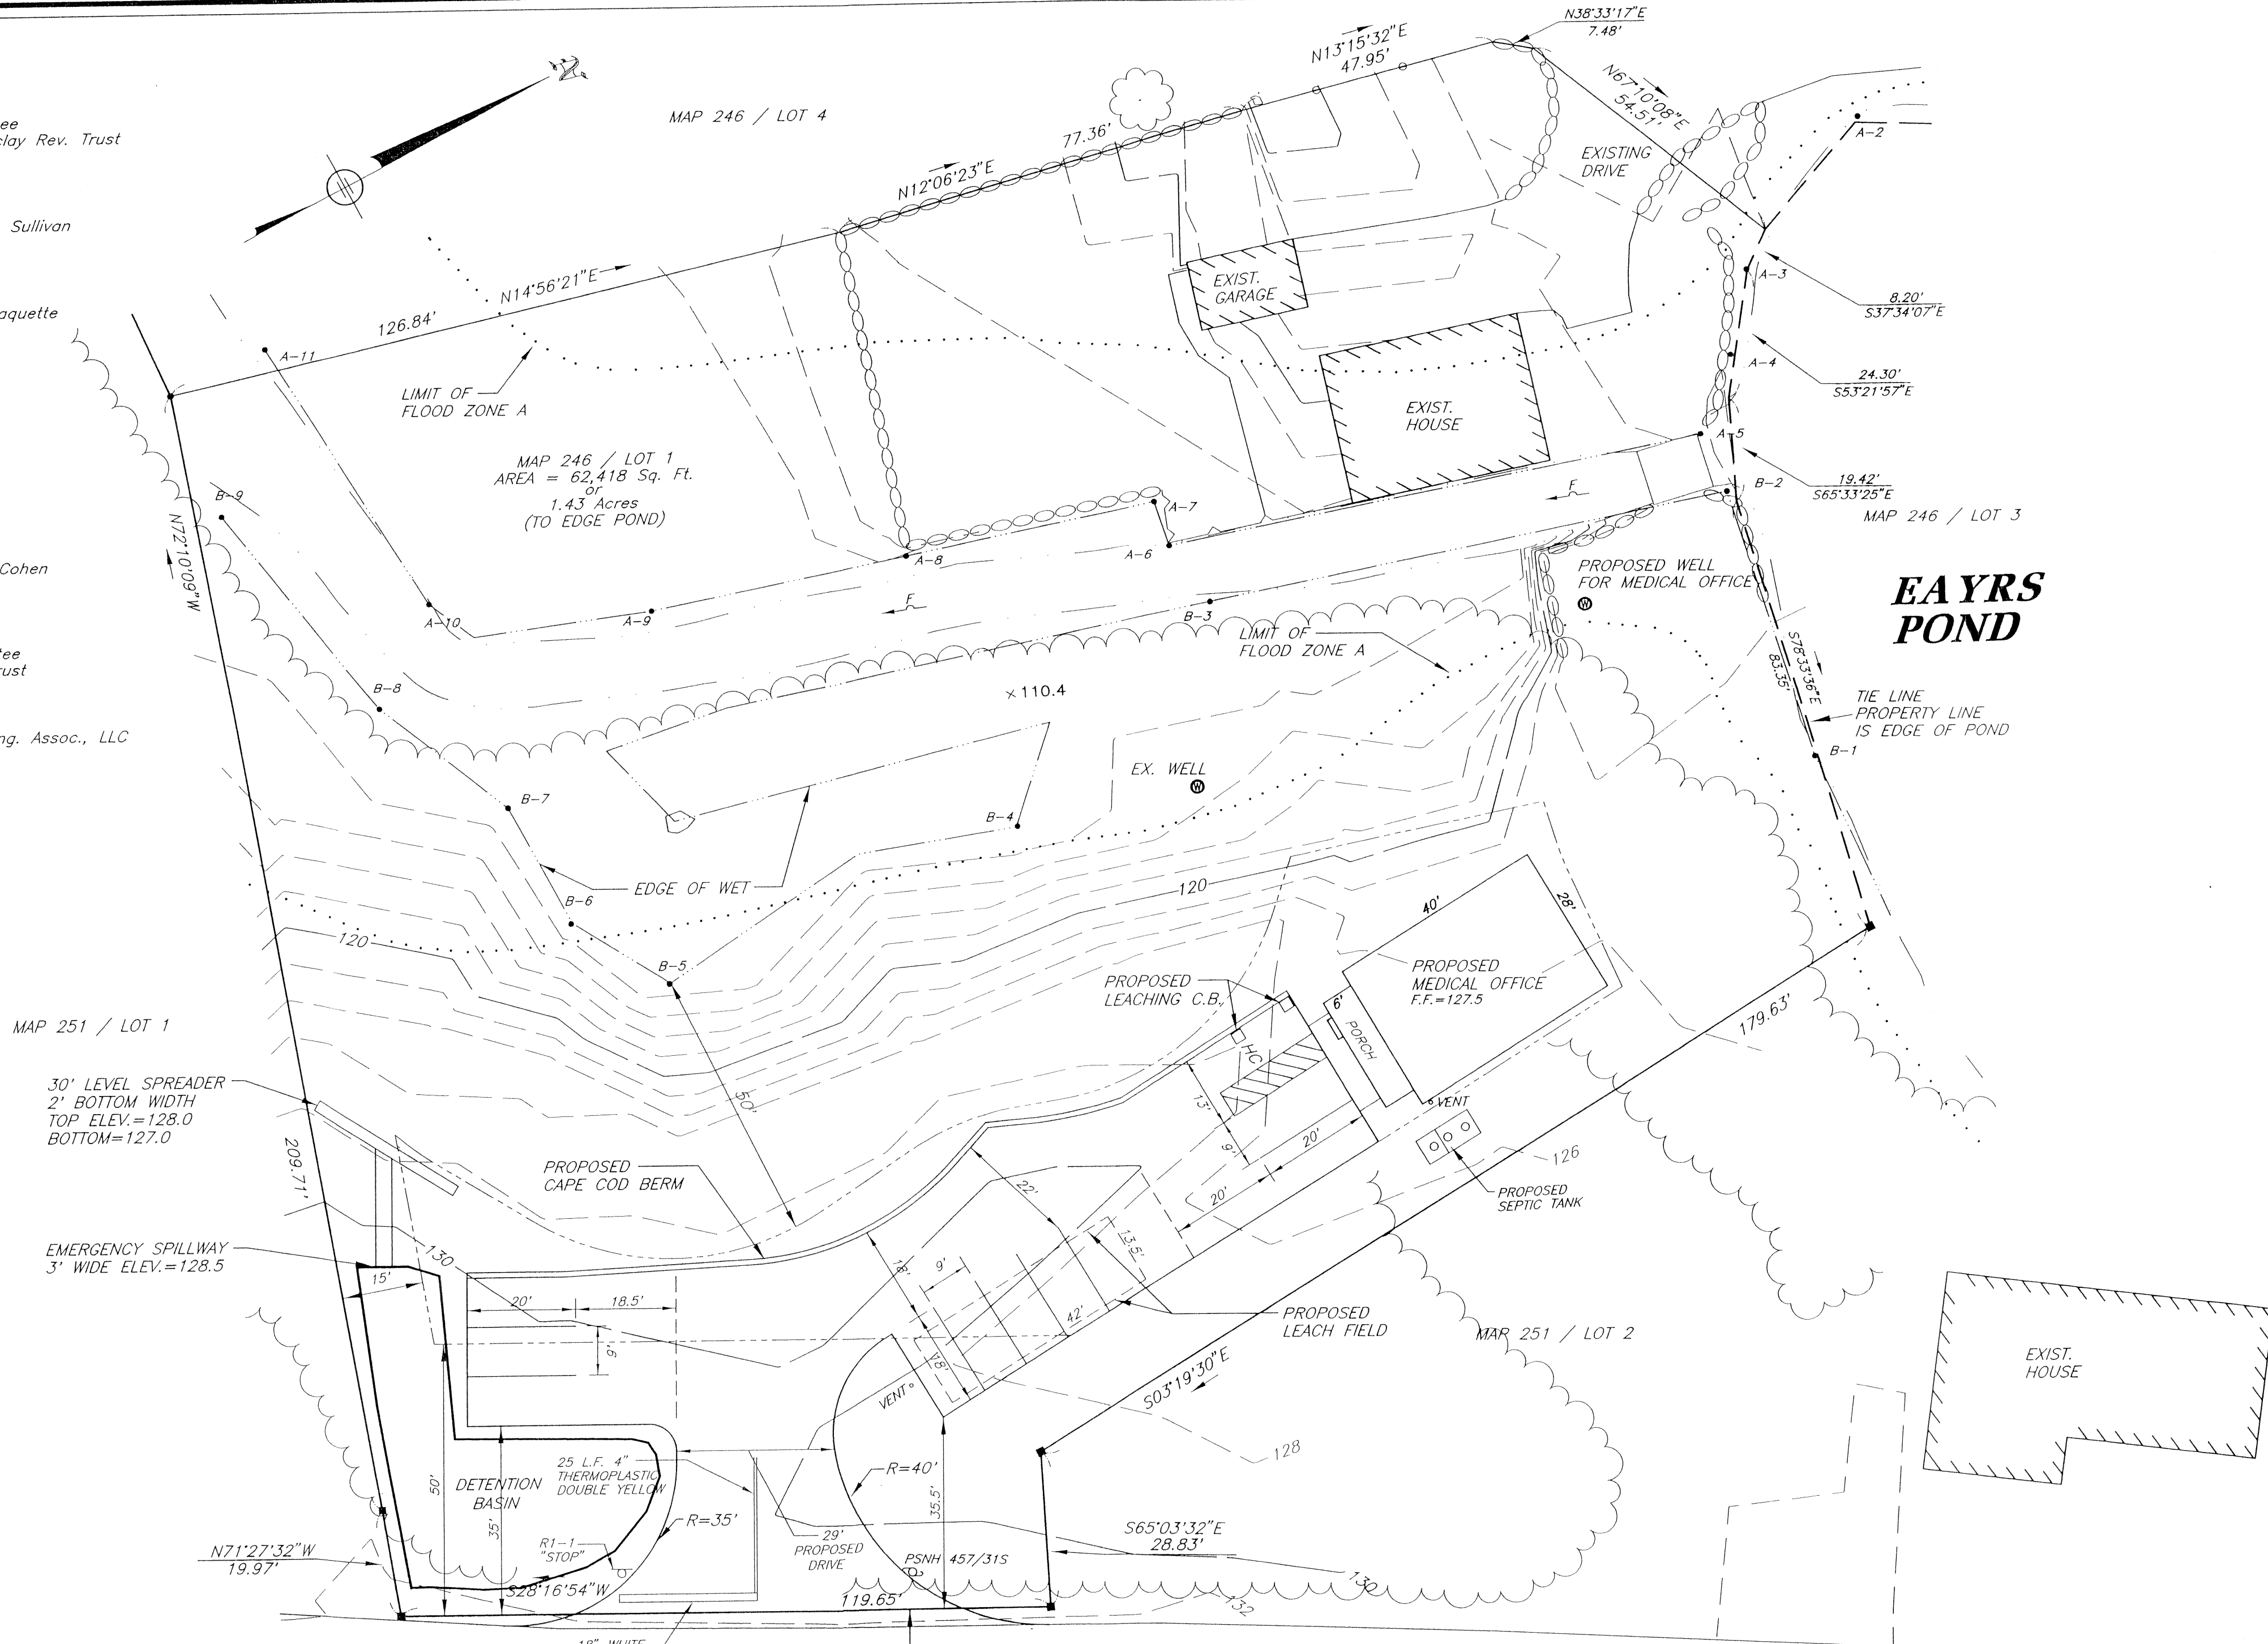 N38°33'17"E
7.48'
N13°15'32"E
47.95'
N67°10'08"E
54.51'
MAP 246 / LOT 4
77.36'
N12°06'23"E
EXISTING
DRIVE
A-2
ee
clay Rev. Trust
Sullivan
aquette
Cohen
tee
rust
ng. Assoc., LLC
N14°56'21"E
126.84'
A-11
LIMIT OF
FLOOD ZONE A
EXIST.
GARAGE
A-3
8.20'
S37°34'07"E
A-4
24.30'
S53°21'57"E
EXIST.
HOUSE
A-5
19.42'
S65°33'25"E
B-2
MAP 246 / LOT 3
MAP 246 / LOT 1
AREA = 62,418 Sq. Ft.
or
1.43 Acres
(TO EDGE POND)
B-9
N72°10'09"W
A-7
A-6
A-8
F
F
A-10
A-9
B-3
PROPOSED WELL
FOR MEDICAL OFFICE
W
EAYRS
POND
LIMIT OF
FLOOD ZONE A
S78°33'36"E
83.35'
TIE LINE
PROPERTY LINE
IS EDGE OF POND
B-1
B-8
×110.4
EX. WELL
W
B-7
B-4
EDGE OF WET
B-6
120
120
B-5
40'
28'
PROPOSED
LEACHING C.B.
PROPOSED
MEDICAL OFFICE
F.F.=127.5
6'
PORCH
HC
179.63'
MAP 251 / LOT 1
30' LEVEL SPREADER
2' BOTTOM WIDTH
TOP ELEV.=128.0
BOTTOM=127.0
50'
13'
9'
20'
20'
VENT
126
PROPOSED
SEPTIC TANK
209.71'
PROPOSED
CAPE COD BERM
22'
13.5'
EMERGENCY SPILLWAY
3' WIDE ELEV.=128.5
130
15'
18'
9'
20'
18.5'
9'
42'
18'
PROPOSED
LEACH FIELD
MAP 251 / LOT 2
EXIST.
HOUSE
S03°19'30"E
VENT
128
50'
35'
DETENTION
BASIN
25 L.F. 4"
THERMOPLASTIC
DOUBLE YELLOW
R=40'
35.5'
R=35'
R1-1
"STOP"
29'
PROPOSED
DRIVE
PSNH 457/31S
S65°03'32"E
28.83'
N71°27'32"W
19.97'
S28°16'54"W
119.65'
130
132
18" WHITE